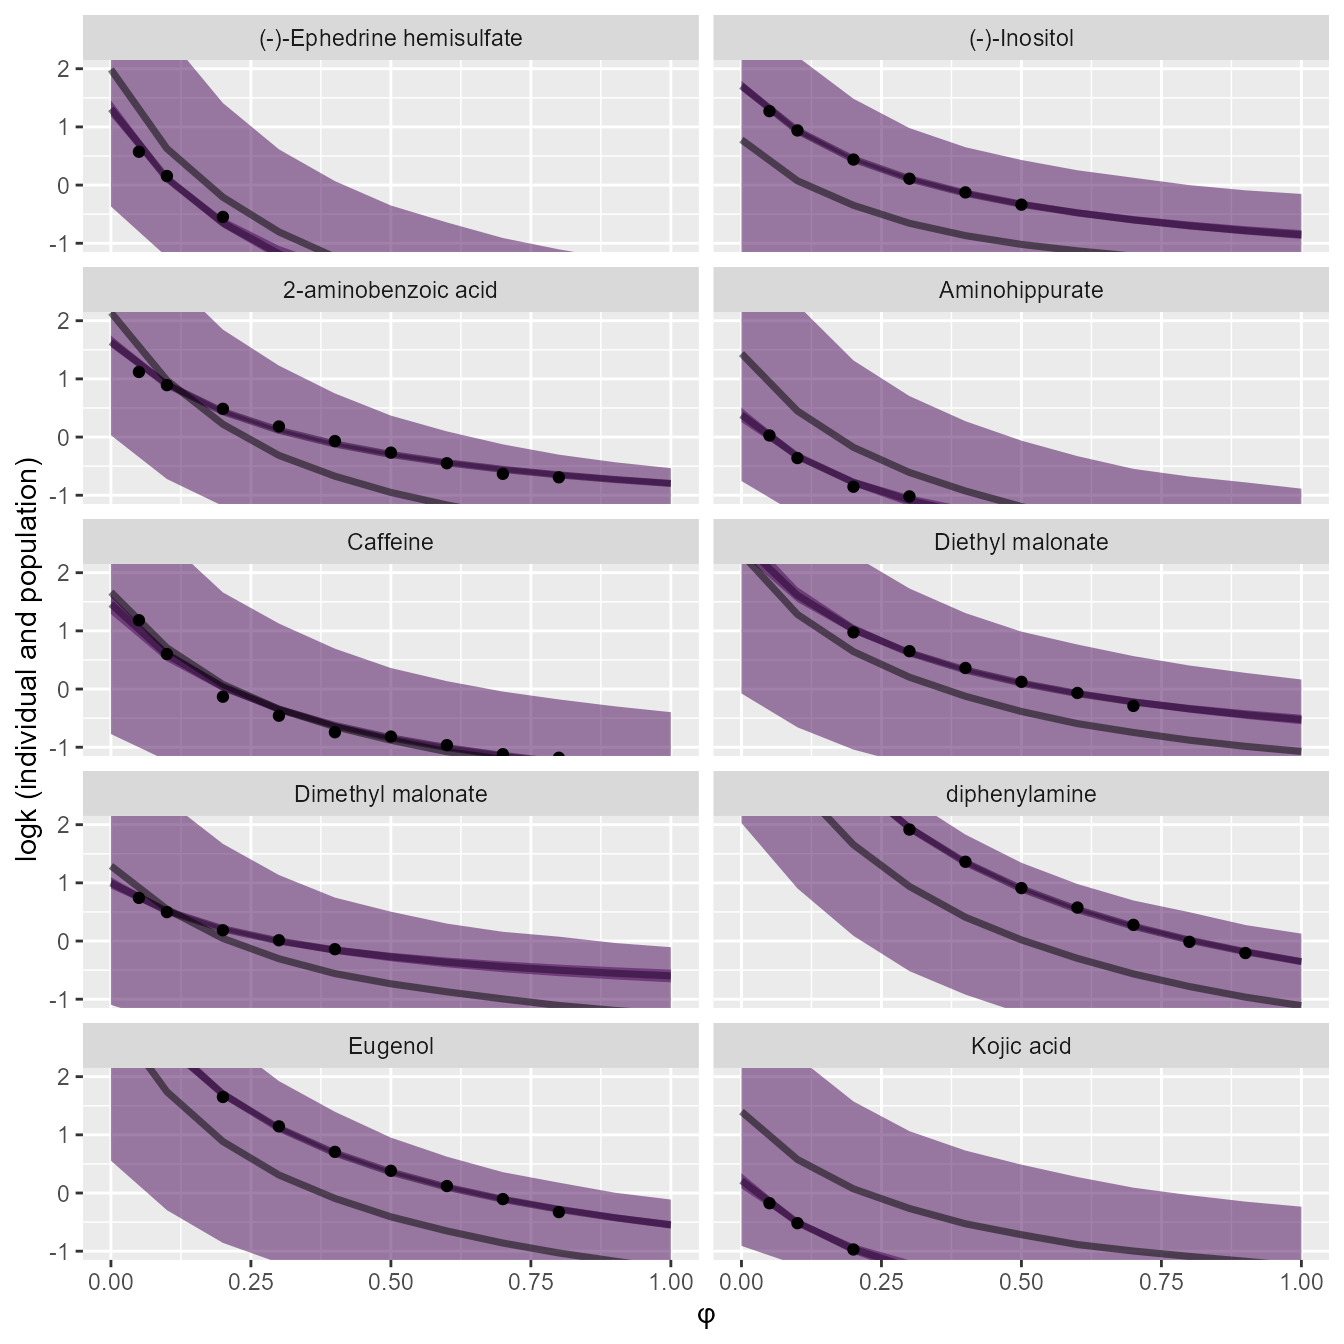 (-)-Ephedrine hemisulfate
(-)-Inositol
2
1
0
-1
2-aminobenzoic acid
Aminohippurate
2
1
0
-1
Caffeine
Diethyl malonate
2
1
0
-1
Dimethyl malonate
diphenylamine
2
1
0
-1
Eugenol
Kojic acid
2
1
0
-1
0.00 0.25 0.50 0.75 1.00
0.00 0.25 0.50 0.75 1.00
φ
logk (individual and population)